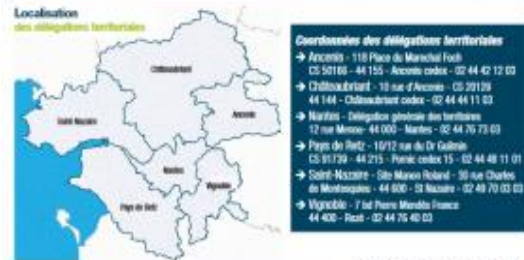 Localisation
des délégations territoriales
Châteaubriant
Ancenis
Saint-Nazaire
Nantes
Vignoble
Pays de Retz
Coordonnées des délégations territoriales
→ Ancenis - 118 Place du Maréchal Foch
CS 50166 - 44 155 - Ancenis cedex - 02 44 42 12 03
→ Châteaubriant - 10 rue d'Ancenis - CS 20129
44 144 - Châteaubriant cedex - 02 44 44 11 03
→ Nantes - Délégation générale des territoires
12 rue - 44 000 - Nantes - 02 44 76 73 03
→ Pays de Retz - 10/12 rue du Dr Guilmin
CS 91739 - 44 215 - Pornic cedex 15 - 02 44 48 11 01
→ Saint-Nazaire - Site Manon Roland - 30 rue Charles
de Montesquieu - 44 600 - St Nazaire - 02 49 70 03 03
→ Vignoble - 7 bd Pierre Mendès France
44 400 - Rezé - 02 44 76 40 03